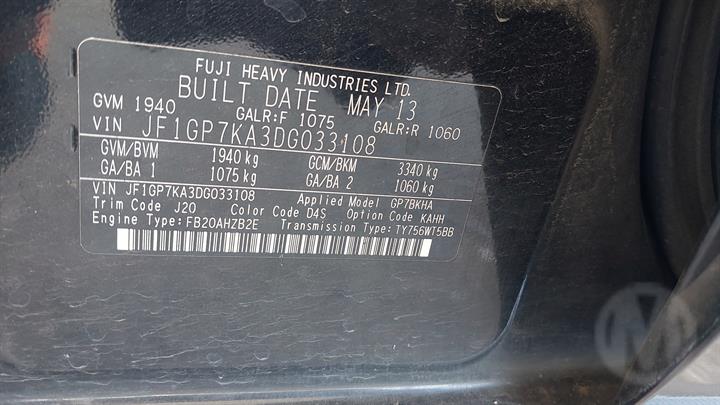 FUJI HEAVY INDUSTRIES LTD.
BUILT DATE MAY 13
GVM 1940 GALR:F 1075 GALR:R 1060
VIN JF1GP7KA3DG033108
GVM/BVM 1940 kg GCM/BKM 3340 kg
GA/BA 1 1075 kg GA/BA 2 1060 kg
VIN JF1GP7KA3DG033108 Applied Model GP7BKHA
Trim Code J20 Color Code D4S Option Code KAHH
Engine Type:FB20AHZB2E Transmission Type:TY756WT5BB
M